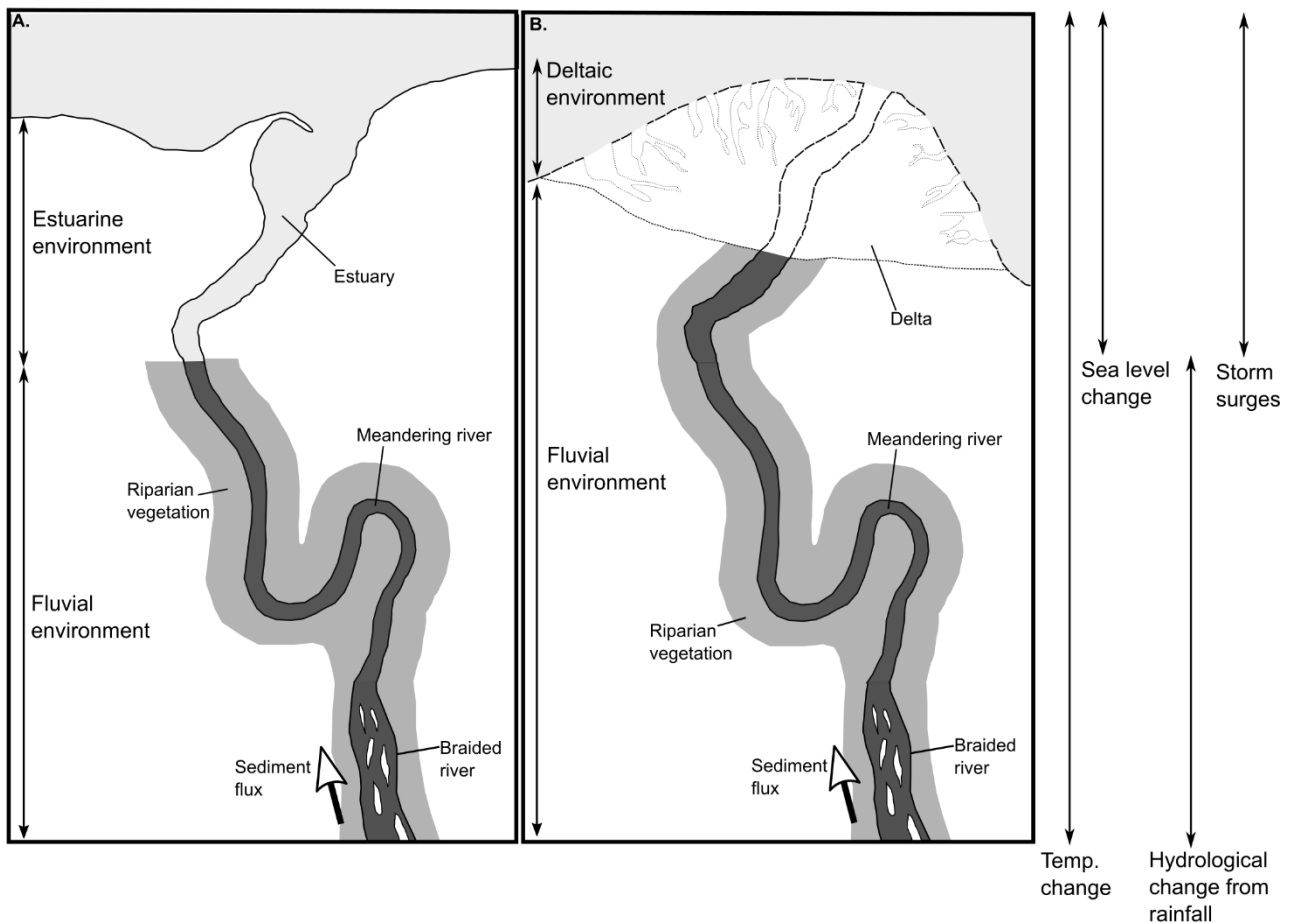 A.
Estuarine
environment
Estuary
Meandering river
Riparian
vegetation
Fluvial
environment
Sediment
flux
Braided
river
B.
Deltaic
environment
Delta
Fluvial
environment
Meandering river
Riparian
vegetation
Sediment
flux
Braided
river
Sea level
change
Storm
surges
Temp.
change
Hydrological
change from
rainfall